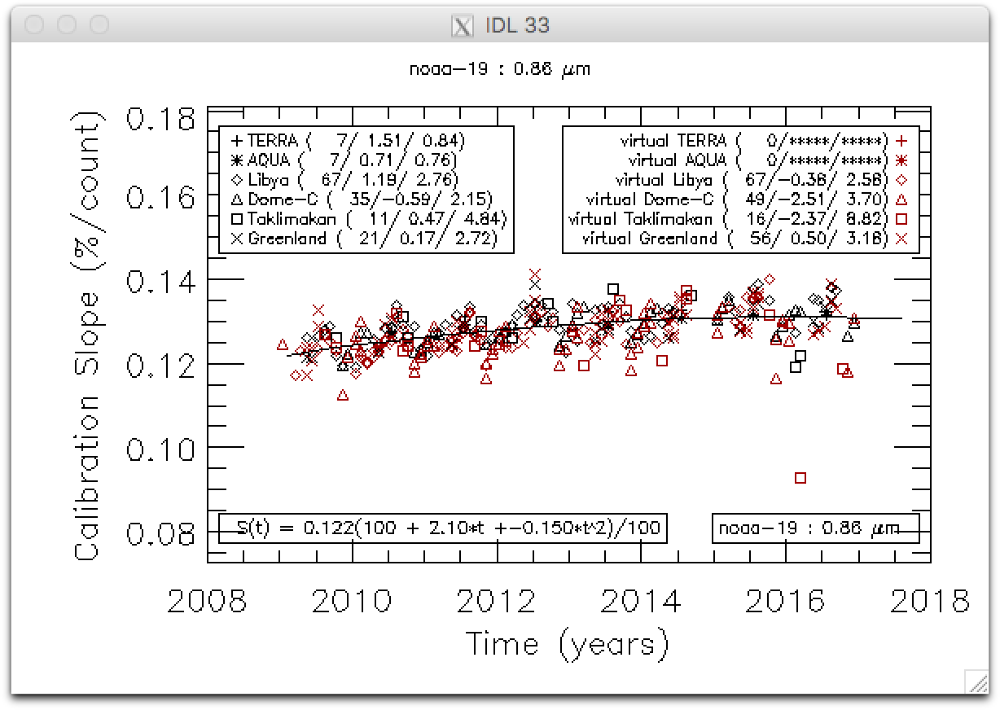 IDL 33
noaa-19 : 0.86 μm
Calibration Slope (%/count)
0.18
0.16
0.14
0.12
0.10
0.08
TERRA ( 7/ 1.51/ 0.84)
AQUA ( 7/ 0.71/ 0.76)
Libya ( 67/ 1.19/ 2.76)
Dome-C ( 35/-0.59/ 2.15)
Taklimakan ( 11/ 0.47/ 4.84)
Greenland ( 21/ 0.17/ 2.72)
virtual TERRA ( 0/*****/*****)
virtual AQUA ( 0/*****/*****)
virtual Libya ( 67/-0.36/ 2.56)
virtual Dome-C ( 49/-2.51/ 3.70)
virtual Taklimakan ( 16/-2.37/ 8.82)
virtual Greenland ( 56/ 0.50/ 3.16)
S(t) = 0.122(100 + 2.10*t +-0.150*t^2)/100
noaa-19 : 0.86 μm
2008 2010 2012 2014 2016 2018
Time (years)